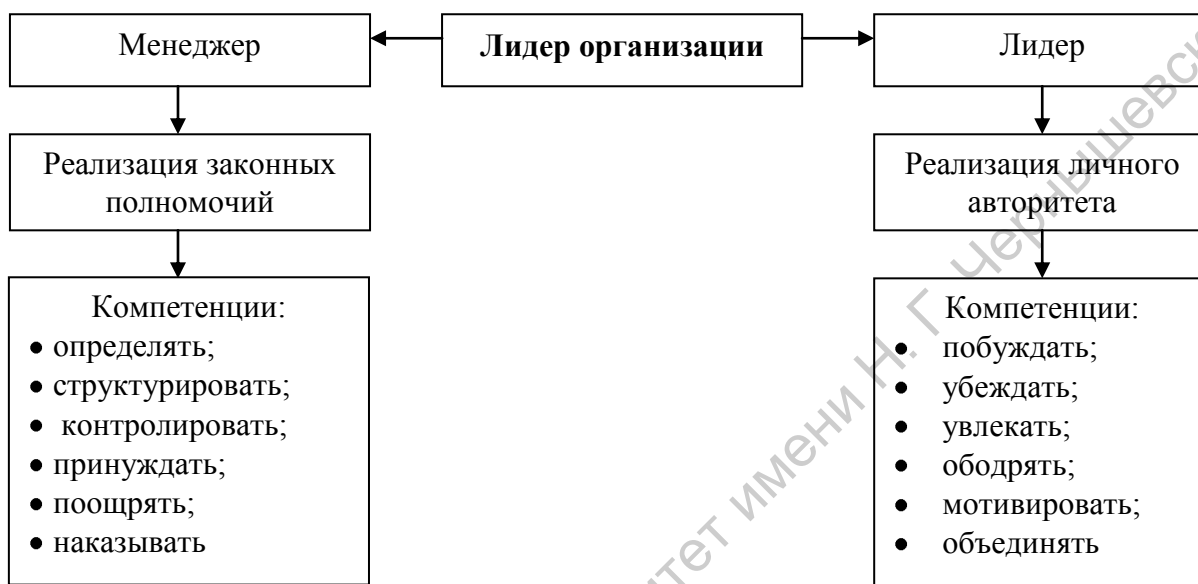 Менеджер
Лидер организации
Лидер
Реализация законных
полномочий
Реализация личного
авторитета
Компетенции:
• определять;
• структурировать;
• контролировать;
• принуждать;
• поощрять;
• наказывать
Компетенции:
• побуждать;
• убеждать;
• увлекать;
• ободрять;
• мотивировать;
• объединять
имени Н. Г.